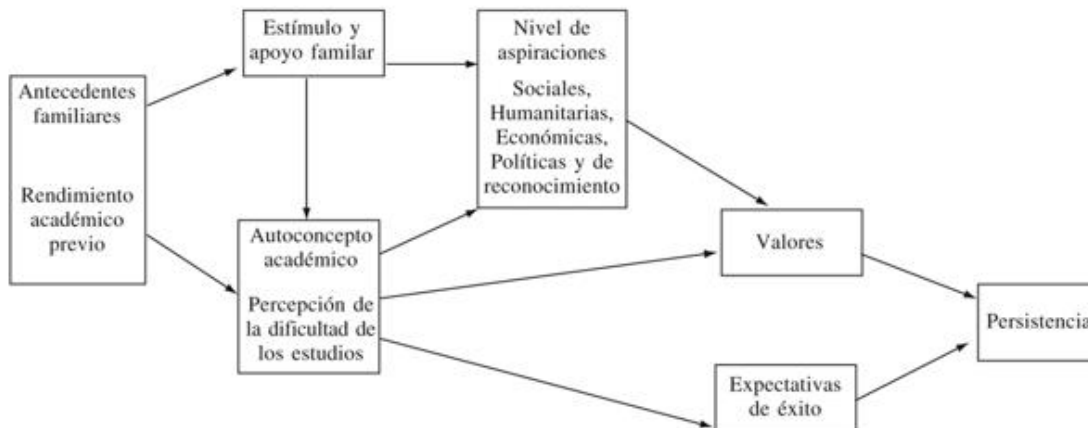 Estímulo y
apoyo familar
Nivel de
aspiraciones
Sociales,
Humanitarias,
Económicas,
Políticas y de
reconocimiento
Antecedentes
familiares
Rendimiento
académico
previo
Autoconcepto
académico
Percepción de
la dificultad de
los estudios
Valores
Expectativas
de éxito
Persistencia